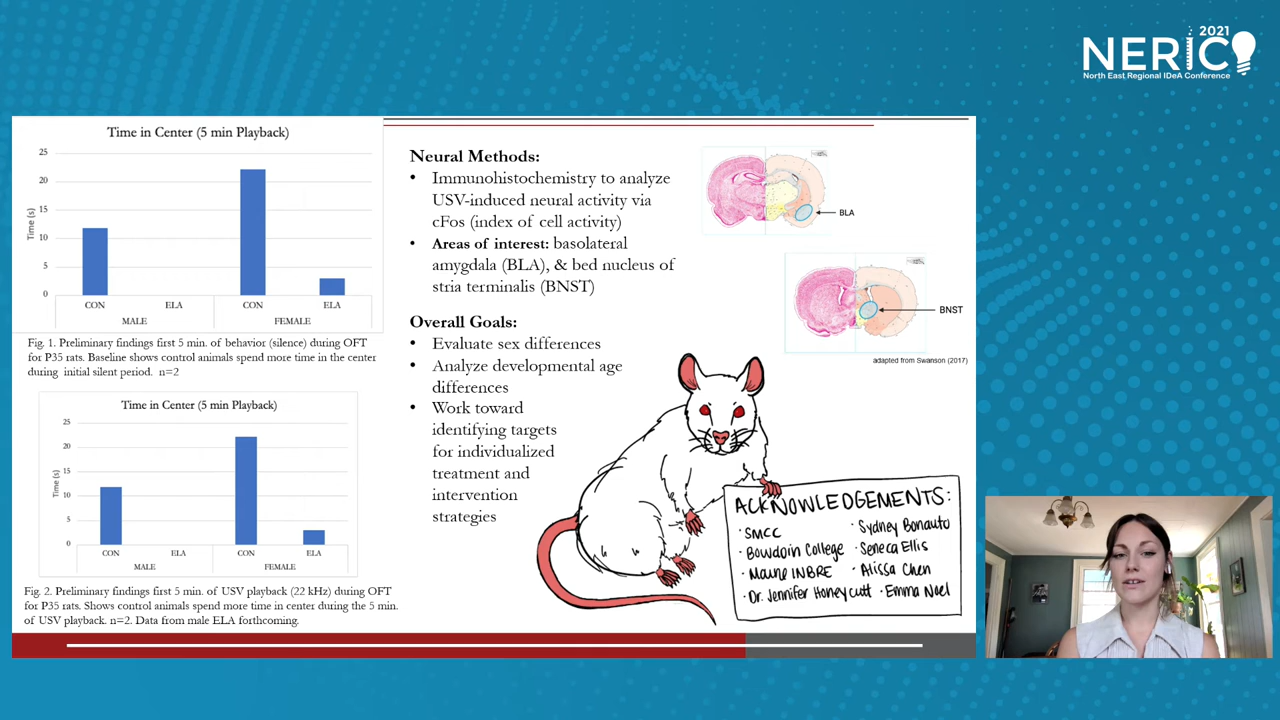 2021
NERIC
North East Regional IDeA Conference
Time in Center (5 min Playback)
25
20
15
10
5
0
Time (s)
CON
ELA
CON
ELA
MALE
FEMALE
Fig. 1. Preliminary findings first 5 min. of behavior (silence) during OFT
for P35 rats. Baseline shows control animals spend more time in the center
during initial silent period. n=2
Time in Center (5 min Playback)
25
20
15
10
5
0
Time (s)
CON
ELA
CON
ELA
MALE
FEMALE
Fig. 2. Preliminary findings first 5 min. of USV playback (22 kHz) during OFT
for P35 rats. Shows control animals spend more time in center during the 5 min.
of USV playback. n=2. Data from male ELA forthcoming.
Neural Methods:
• Immunohistochemistry to analyze
USV-induced neural activity via
cFos (index of cell activity)
• Areas of interest: basolateral
amygdala (BLA), & bed nucleus of
stria terminalis (BNST)
Overall Goals:
• Evaluate sex differences
• Analyze developmental age
differences
• Work toward
identifying targets
for individualized
treatment and
intervention
strategies
BLA
BNST
adapted from Swanson (2017)
ACKNOWLEDGEMENTS:
·SMCC
·Bowdoin College
·Maine INBRE
·Dr. Jennifer Honeycutt
·Sydney Bonauto
·Seneca Ellis
·Alissa Chen
·Emma Noel